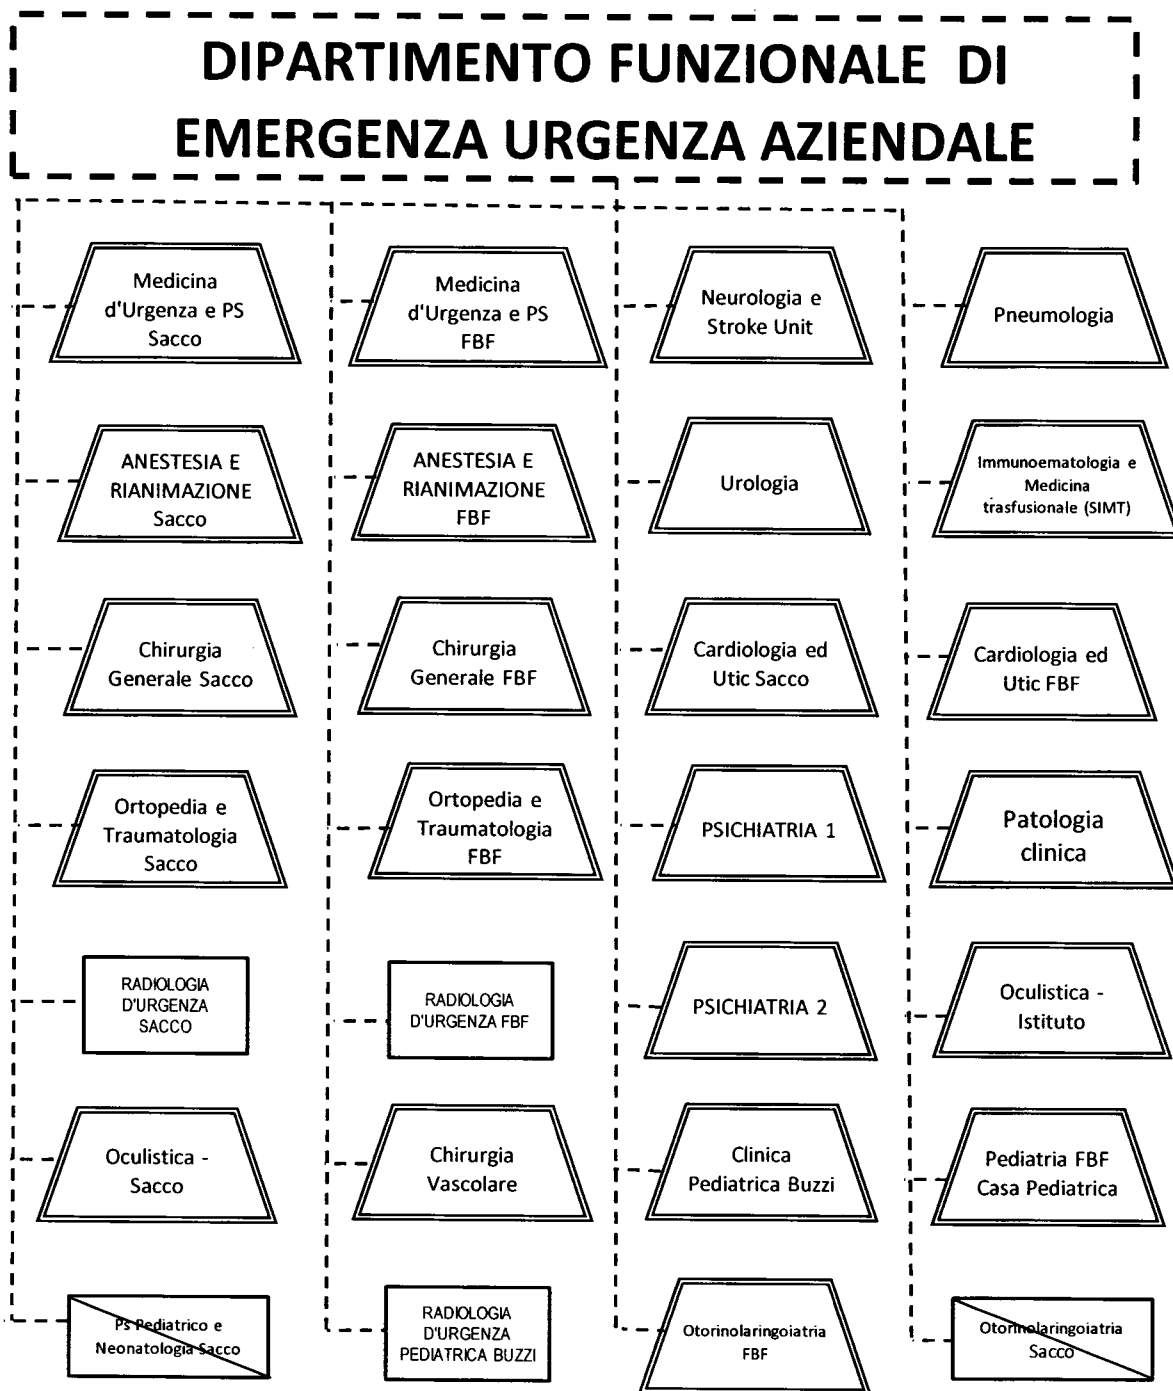 DIPARTIMENTO FUNZIONALE DI
EMERGENZA URGENZA AZIENDALE
Medicina
d'Urgenza e PS
Sacco
Medicina
d'Urgenza e PS
FBF
Neurologia e
Stroke Unit
Pneumologia
ANESTESIA E
RIANIMAZIONE
Sacco
ANESTESIA E
RIANIMAZIONE
FBF
Urologia
Immunoematologia e
Medicina
trasfusionale (SIMT)
Chirurgia
Generale Sacco
Chirurgia
Generale FBF
Cardiologia ed
Utic Sacco
Cardiologia ed
Utic FBF
Ortopedia e
Traumatologia
Sacco
Ortopedia e
Traumatologia
FBF
PSICHIATRIA 1
Patologia
clinica
RADIOLOGIA
D'URGENZA
SACCO
RADIOLOGIA
D'URGENZA FBF
PSICHIATRIA 2
Oculistica -
Istituto
Oculistica -
Sacco
Chirurgia
Vascolare
Clinica
Pediatrica Buzzi
Pediatria FBF
Casa Pediatrica
Ps Pediatrico e
Neonatologia Sacco
RADIOLOGIA
D'URGENZA
PEDIATRICA BUZZI
Otorinolaringoiatria
FBF
Otorinolaringoiatria
Sacco